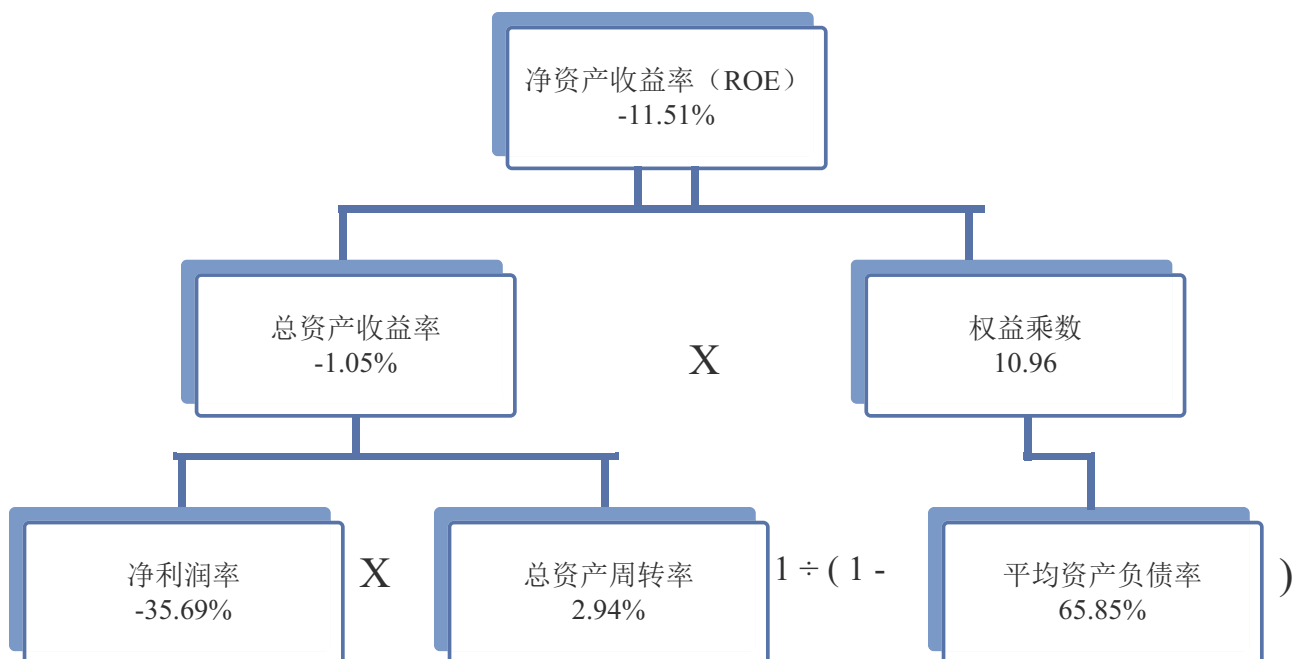 净资产收益率（ROE）
-11.51%
总资产收益率
-1.05%
X
权益乘数
10.96
净利润率
-35.69%
X
总资产周转率
2.94%
1 ÷ ( 1 -
平均资产负债率
65.85%
)